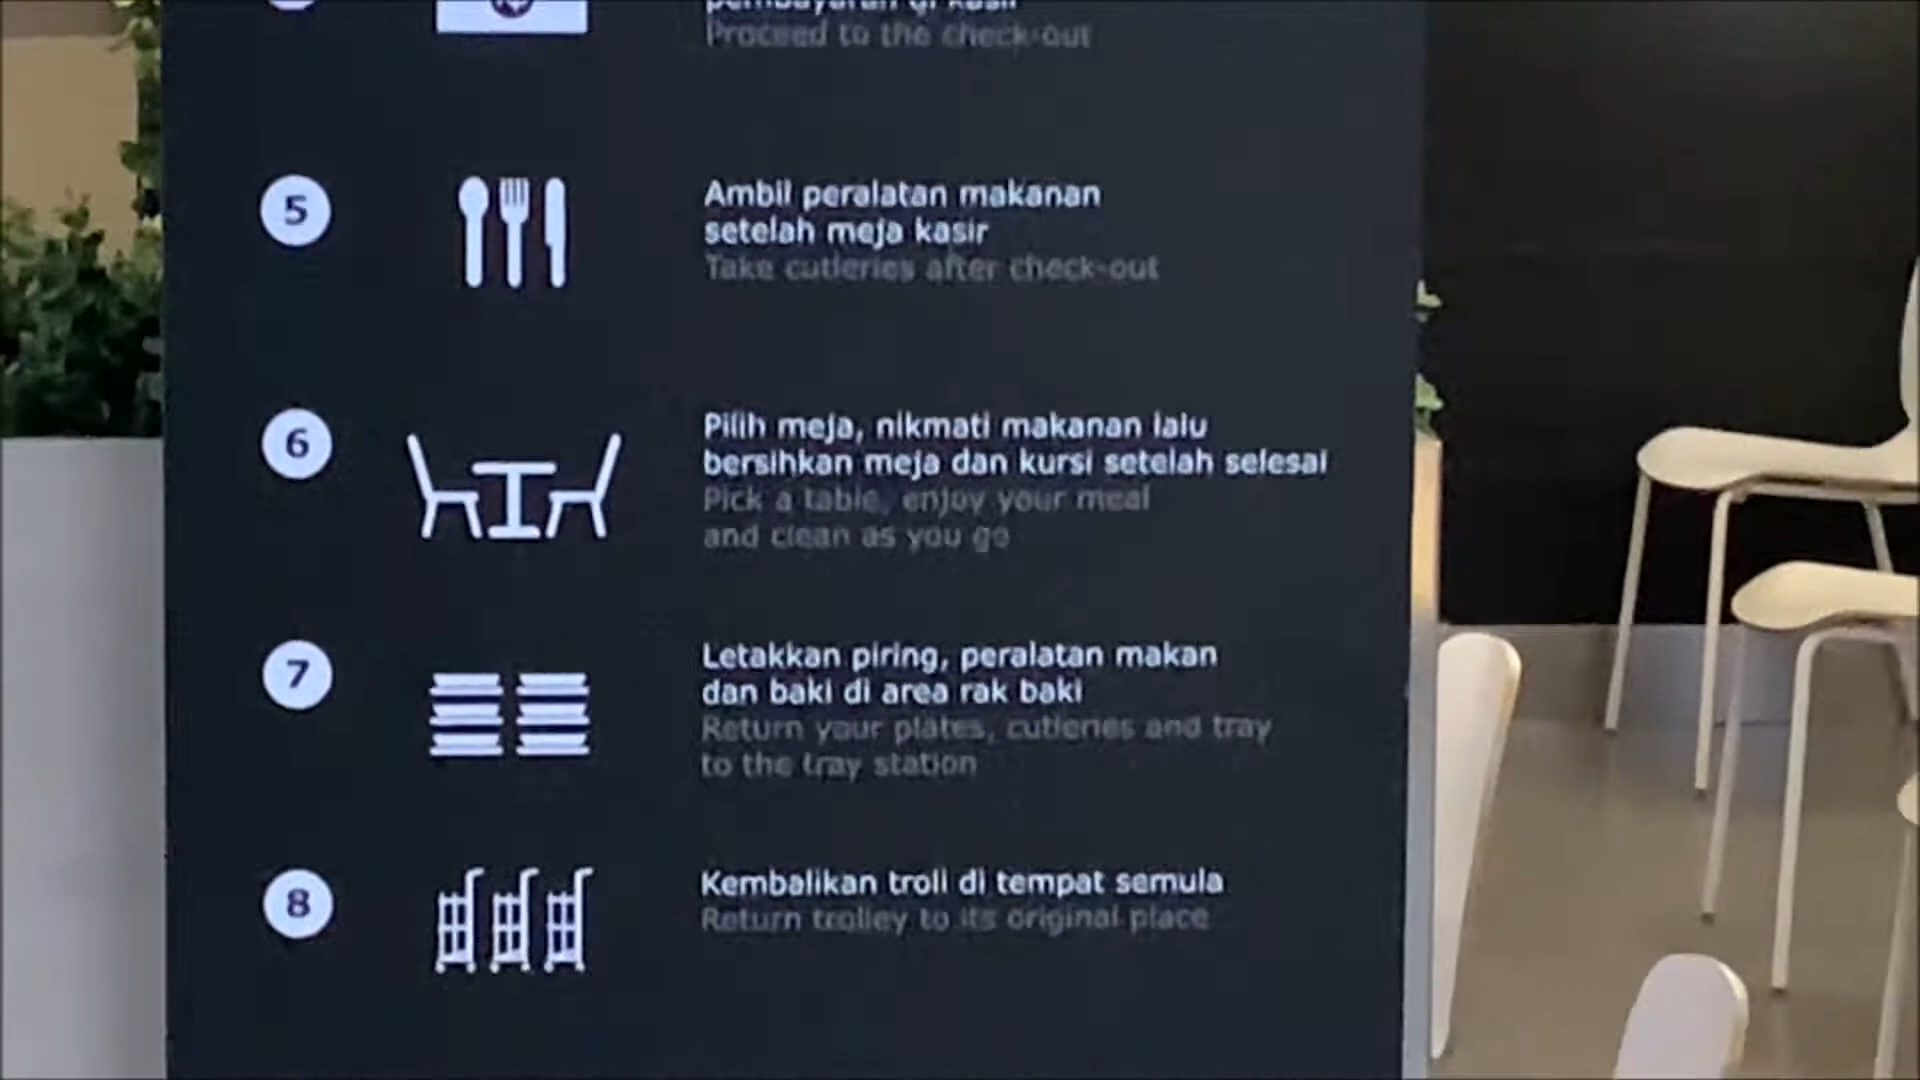 pembayaran di kasir
Proceed to the check-out
5
Ambil peralatan makanan
setelah meja kasir
Take cutleries after check-out
6
Pilih meja, nikmati makanan lalu
bersihkan meja dan kursi setelah selesai
Pick a table, enjoy your meal
and clean as you go
7
Letakkan piring, peralatan makan
dan baki di area rak baki
Return your plates, cutleries and tray
to the tray station
8
Kembalikan troli di tempat semula
Return trolley to its original place